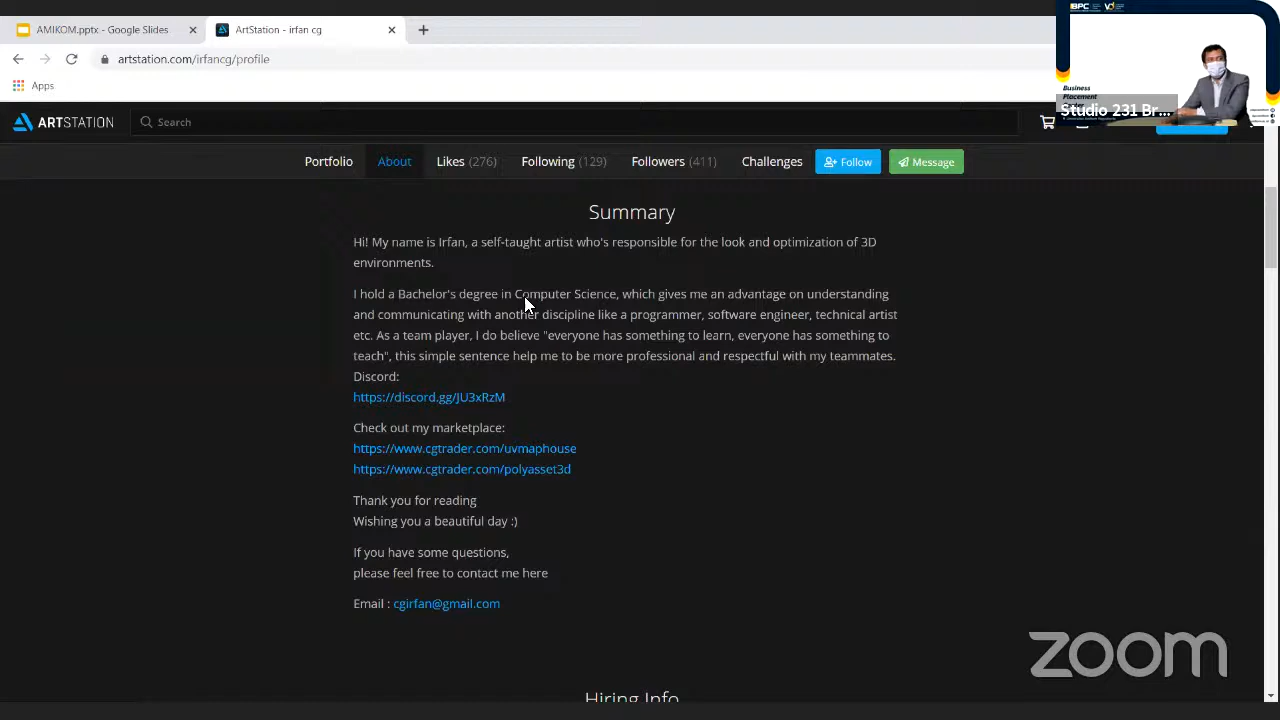 AMIKOM.pptx - Google Slides
ArtStation - irfan cg
artstation.com/irfancg/profile
Apps
BPC
Business
Placement
Studio 231 Br...
ARTSTATION
Search
Portfolio
About
Likes (276)
Following (129)
Followers (411)
Challenges
Follow
Message
Summary
Hi! My name is Irfan, a self-taught artist who's responsible for the look and optimization of 3D
environments.
I hold a Bachelor's degree in Computer Science, which gives me an advantage on understanding
and communicating with another discipline like a programmer, software engineer, technical artist
etc. As a team player, I do believe "everyone has something to learn, everyone has something to
teach", this simple sentence help me to be more professional and respectful with my teammates.
Discord:
https://discord.gg/JU3xRzM
Check out my marketplace:
https://www.cgtrader.com/uvmaphouse
https://www.cgtrader.com/polyasset3d
Thank you for reading
Wishing you a beautiful day :)
If you have some questions,
please feel free to contact me here
Email : cgirfan@gmail.com
Hiring Info
zoom